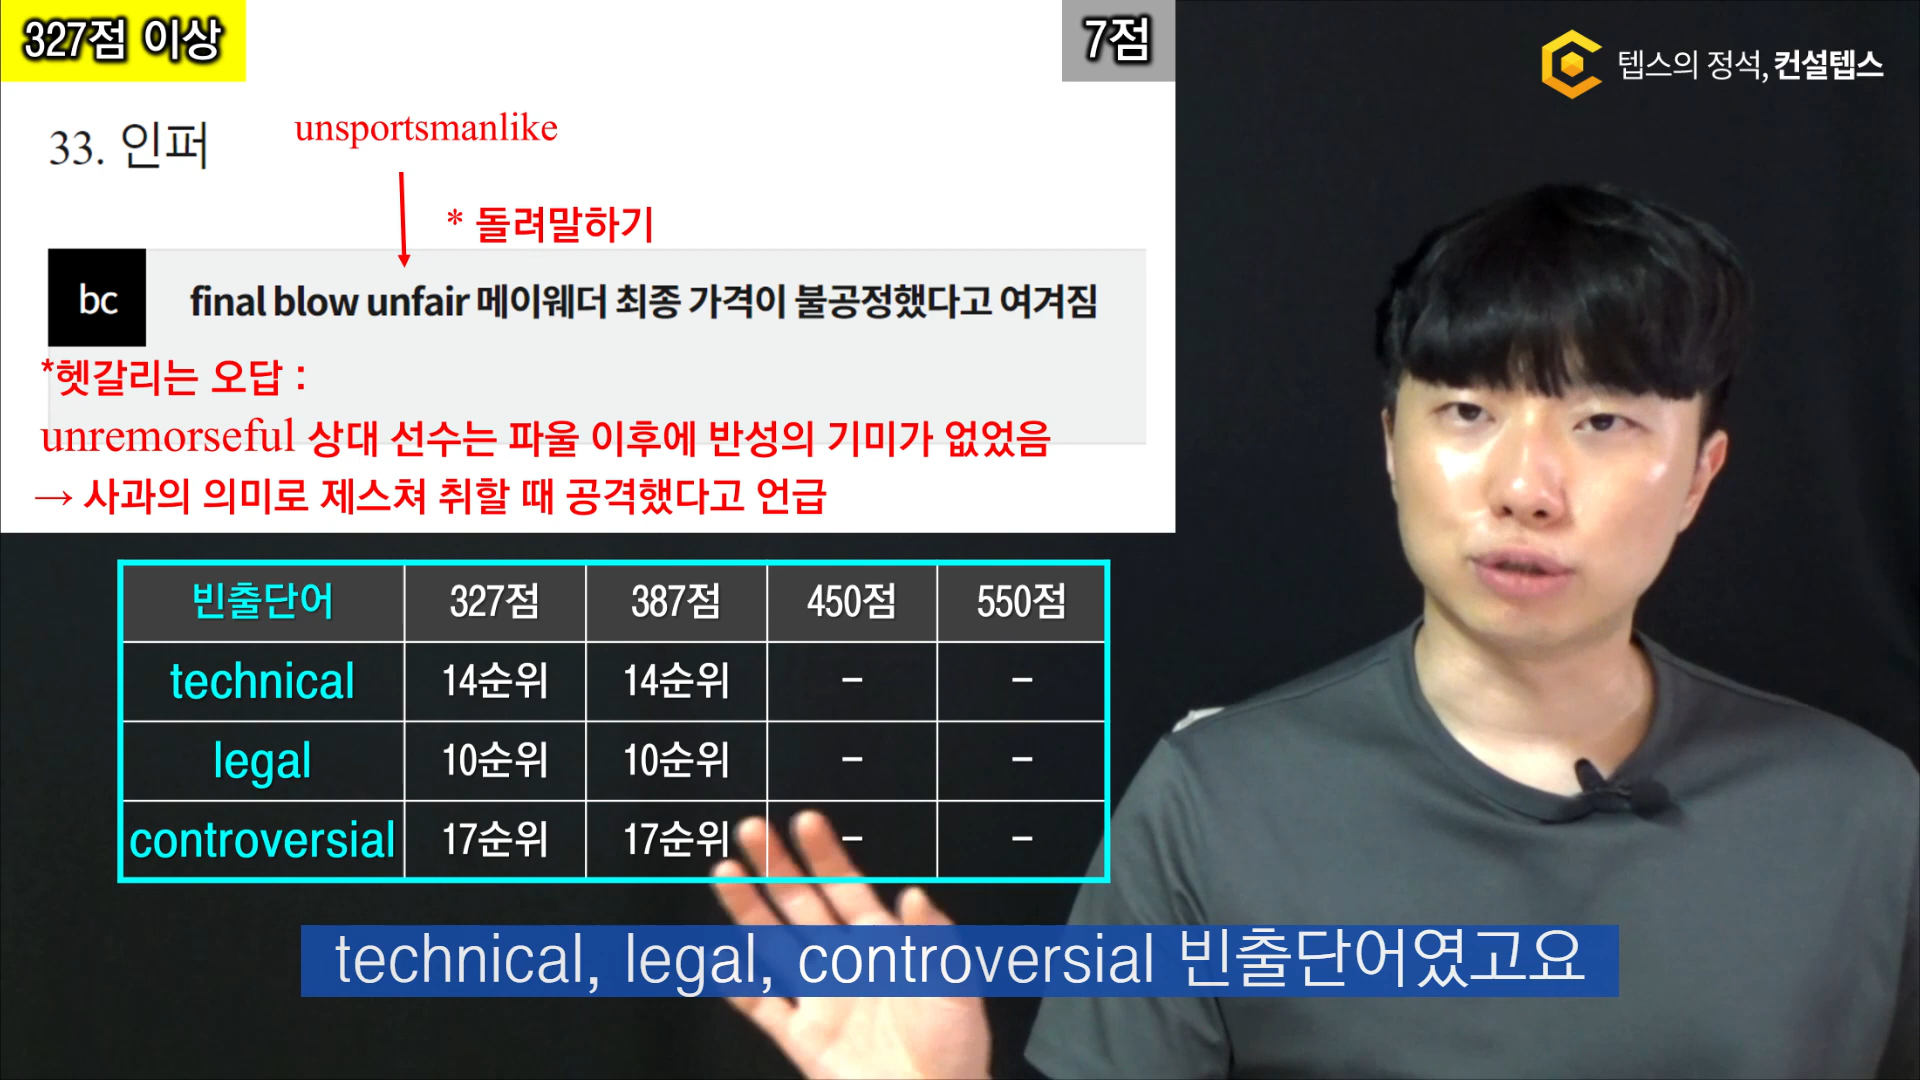 327점 이상
7점
텝스의 정석, 컨설텝스
33. 인퍼
unsportsmanlike
* 돌려말하기
bc
final blow unfair 메이웨더 최종 가격이 불공정했다고 여겨짐
*헷갈리는 오답 :
unremorseful 상대 선수는 파울 이후에 반성의 기미가 없었음
→ 사과의 의미로 제스쳐 취할 때 공격했다고 언급
빈출단어 327점 387점 450점 550점
technical 14순위 14순위 – –
legal 10순위 10순위 – –
controversial 17순위 17순위 – –
technical, legal, controversial 빈출단어였고요